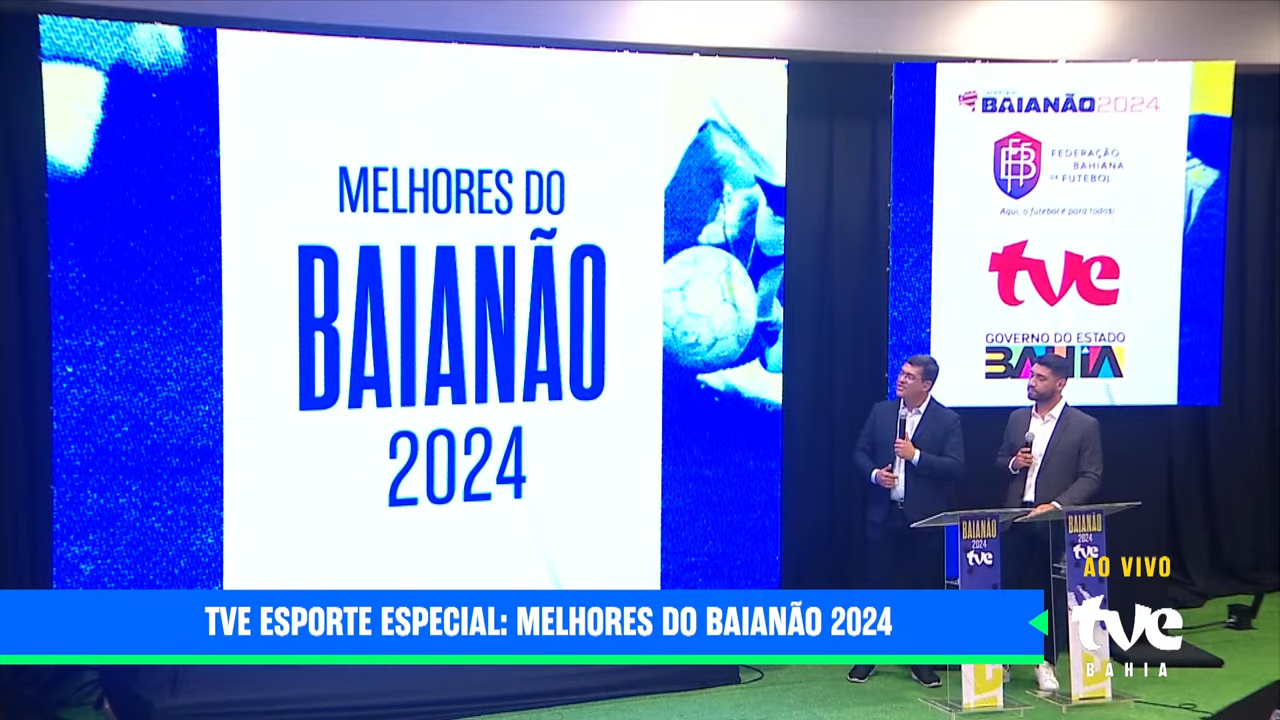 MELHORES DO
BAIANÃO
2024
BAIANÃO2024
FBF
FEDERAÇÃO
BAHIANA
DE FUTEBOL
Aqui, o futebol é para todos!
tve
GOVERNO DO ESTADO
BAHIA
BAIANÃO
2024
tve
BAIANÃO
2024
tve
AO VIVO
TVE ESPORTE ESPECIAL: MELHORES DO BAIANÃO 2024
tve
BAHIA